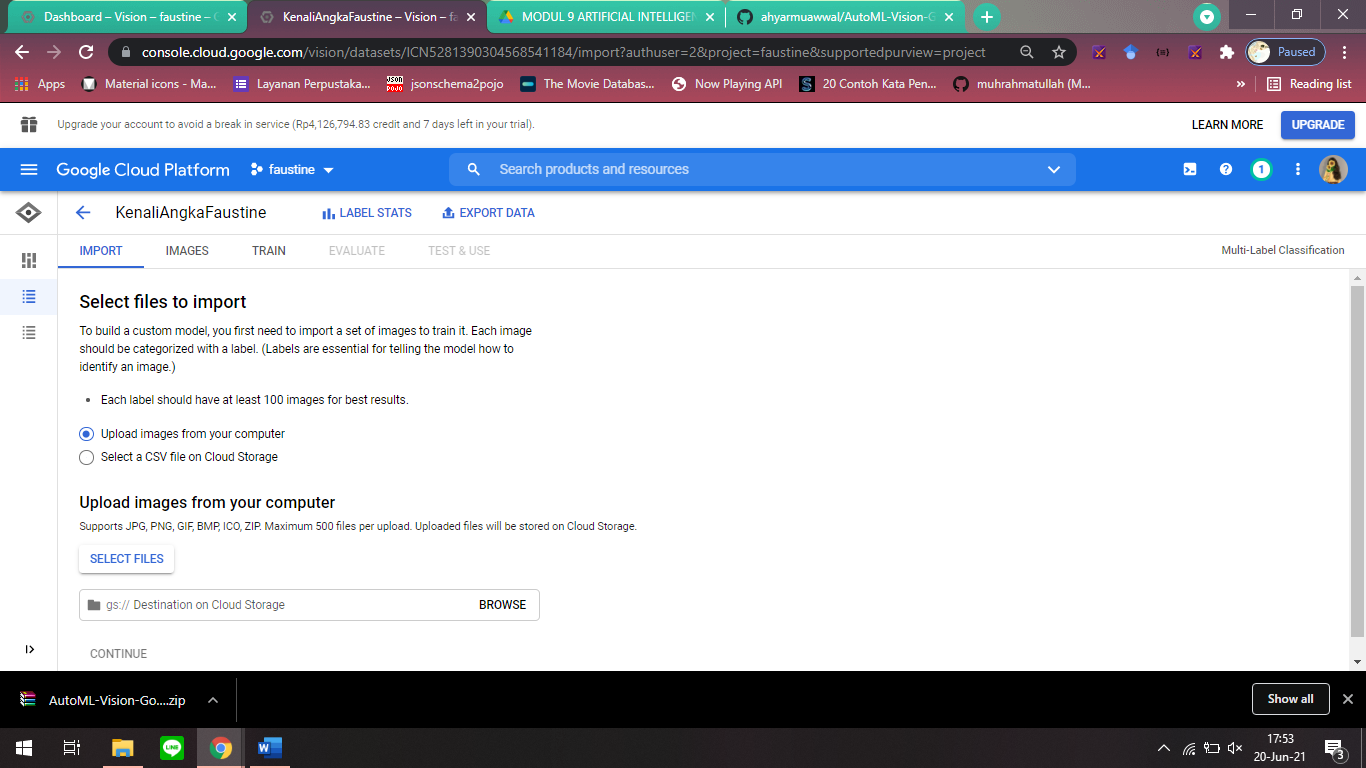 Dashboard – Vision – faustine – G
KenaliAngkaFaustine – Vision – fa
MODUL 9 ARTIFICIAL INTELLIGEN
ahyarmuawwal/AutoML-Vision-G
console.cloud.google.com/vision/datasets/ICN5281390304568541184/import?authuser=2&project=faustine&supportedpurview=project
Paused
Apps
Material icons - Ma...
Layanan Perpustaka...
JSON
POJO
jsonschema2pojo
The Movie Databas...
Now Playing API
S
20 Contoh Kata Pen...
muhrahmatullah (M...
»
Reading list
Upgrade your account to avoid a break in service (Rp4,126,794.83 credit and 7 days left in your trial).
LEARN MORE
UPGRADE
Google Cloud Platform
faustine
Search products and resources
1
KenaliAngkaFaustine
LABEL STATS
EXPORT DATA
IMPORT
IMAGES
TRAIN
EVALUATE
TEST & USE
Multi-Label Classification
Select files to import
To build a custom model, you first need to import a set of images to train it. Each image
should be categorized with a label. (Labels are essential for telling the model how to
identify an image.)
• Each label should have at least 100 images for best results.
Upload images from your computer
Select a CSV file on Cloud Storage
Upload images from your computer
Supports JPG, PNG, GIF, BMP, ICO, ZIP. Maximum 500 files per upload. Uploaded files will be stored on Cloud Storage.
SELECT FILES
gs:// Destination on Cloud Storage
BROWSE
CONTINUE
AutoML-Vision-Go....zip
Show all
LINE
W
17:53
20-Jun-21
3